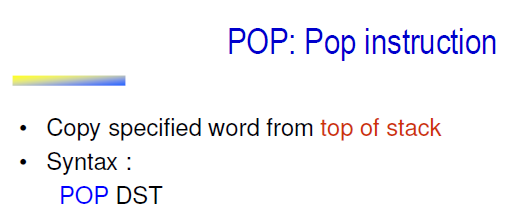 POP: Pop instruction
• Copy specified word from top of stack
• Syntax :
POP DST